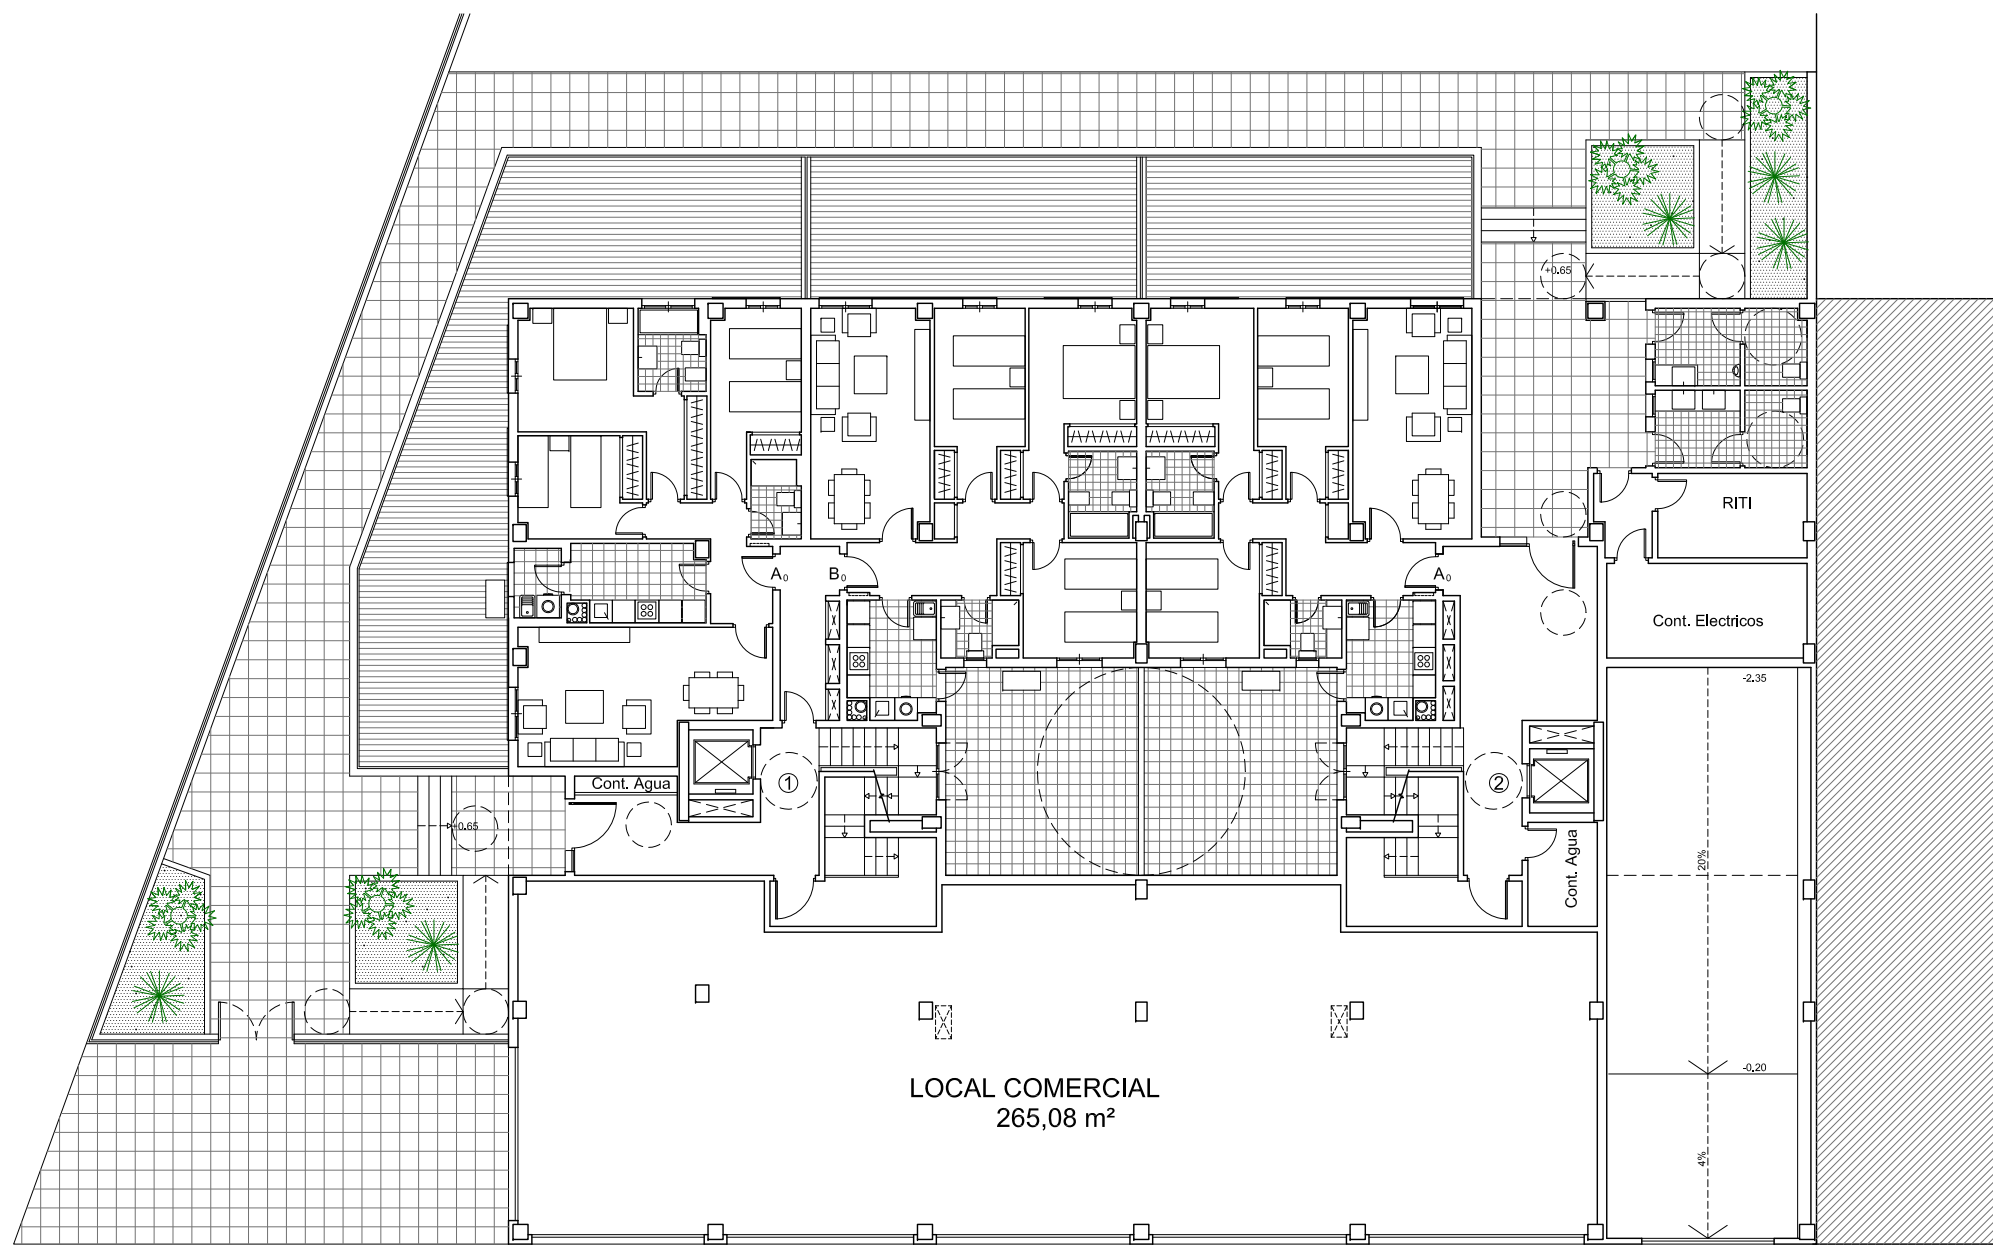 +0.65
RITI
A₀
B₀
A₀
Cont. Electricos
-2.35
Cont. Agua
1
2
+0.65
20%
Cont. Agua
-0.20
LOCAL COMERCIAL
265,08 m²
4%